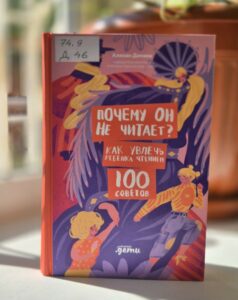 74.9
Д 46
ПОЧЕМУ ОН
НЕ ЧИТАЕТ?
КАК УВЛЕЧЬ
РЕБЕНКА ЧТЕНИЕМ
100
СОВЕТОВ
.дети